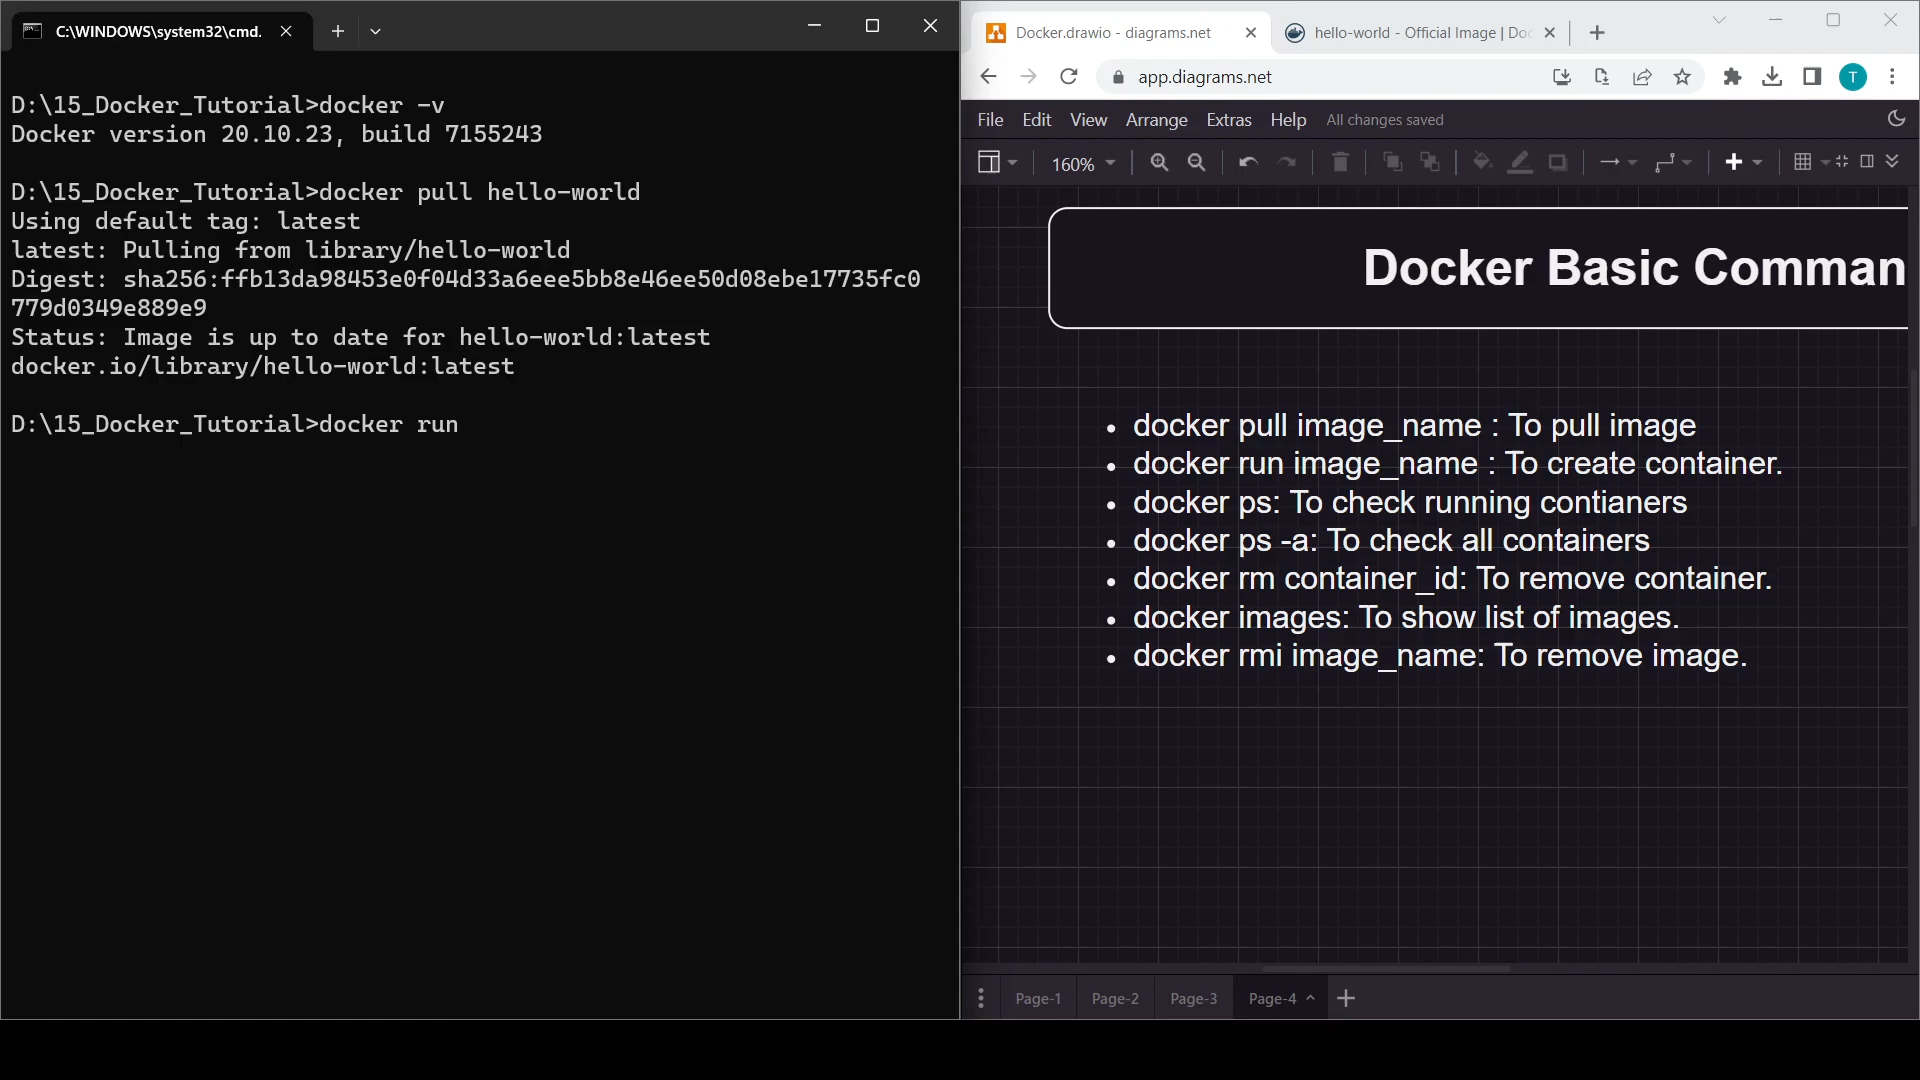 C:\WINDOWS\system32\cmd.
D:\15_Docker_Tutorial>docker -v
Docker version 20.10.23, build 7155243
D:\15_Docker_Tutorial>docker pull hello-world
Using default tag: latest
latest: Pulling from library/hello-world
Digest: sha256:ffb13da98453e0f04d33a6eee5bb8e46ee50d08ebe17735fc0
779d0349e889e9
Status: Image is up to date for hello-world:latest
docker.io/library/hello-world:latest
D:\15_Docker_Tutorial>docker run
Docker.drawio - diagrams.net
hello-world - Official Image | Doc
app.diagrams.net
T
File Edit View Arrange Extras Help All changes saved
160%
Docker Basic Comman
• docker pull image_name : To pull image
• docker run image_name : To create container.
• docker ps: To check running contianers
• docker ps -a: To check all containers
• docker rm container_id: To remove container.
• docker images: To show list of images.
• docker rmi image_name: To remove image.
Page-1 Page-2 Page-3 Page-4